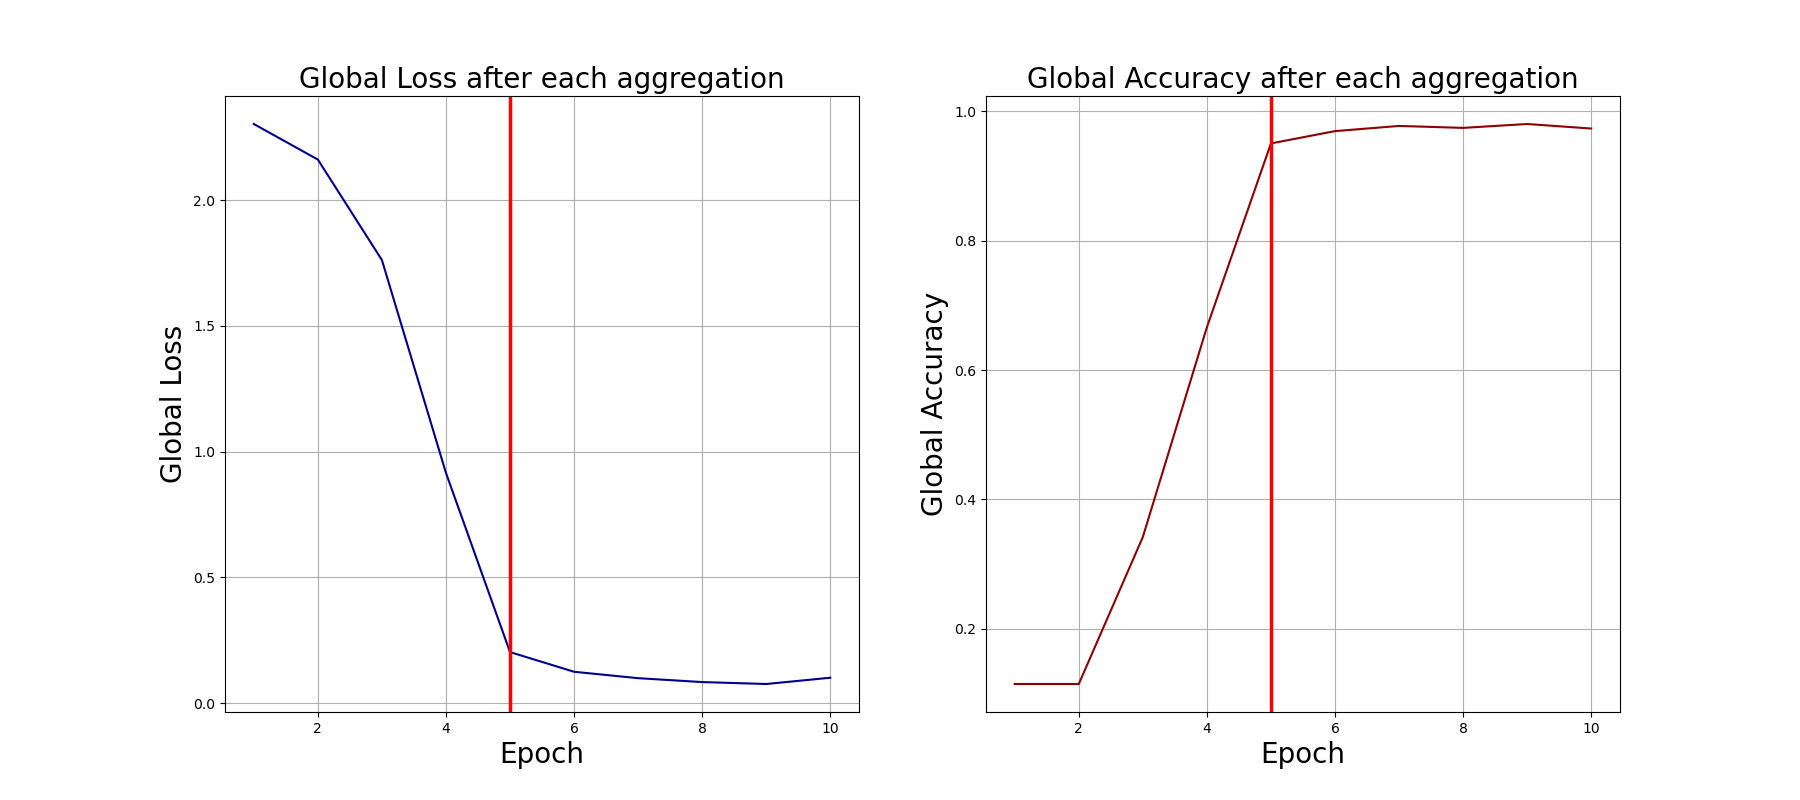 Global Loss after each aggregation
Global Loss
2.0
1.5
1.0
0.5
0.0
2 4 6 8 10
Epoch
Global Accuracy after each aggregation
Global Accuracy
1.0
0.8
0.6
0.4
0.2
2 4 6 8 10
Epoch